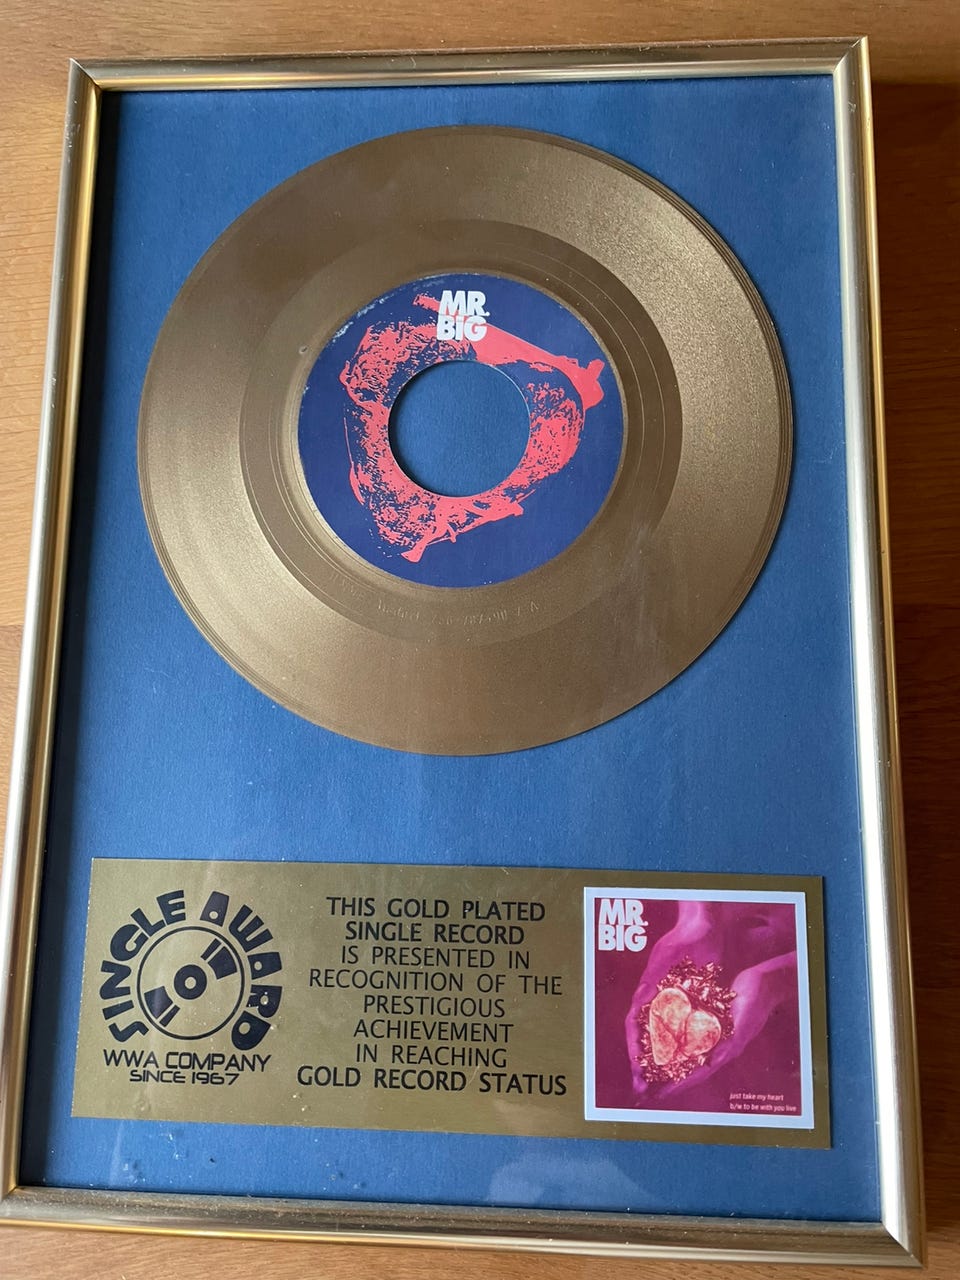 MR.
BIG
SINGLE AWARD
WWA COMPANY
SINCE 1967
THIS GOLD PLATED
SINGLE RECORD
IS PRESENTED IN
RECOGNITION OF THE
PRESTIGIOUS
ACHIEVEMENT
IN REACHING
GOLD RECORD STATUS
MR.
BIG
just take my heart
b/w to be with you live